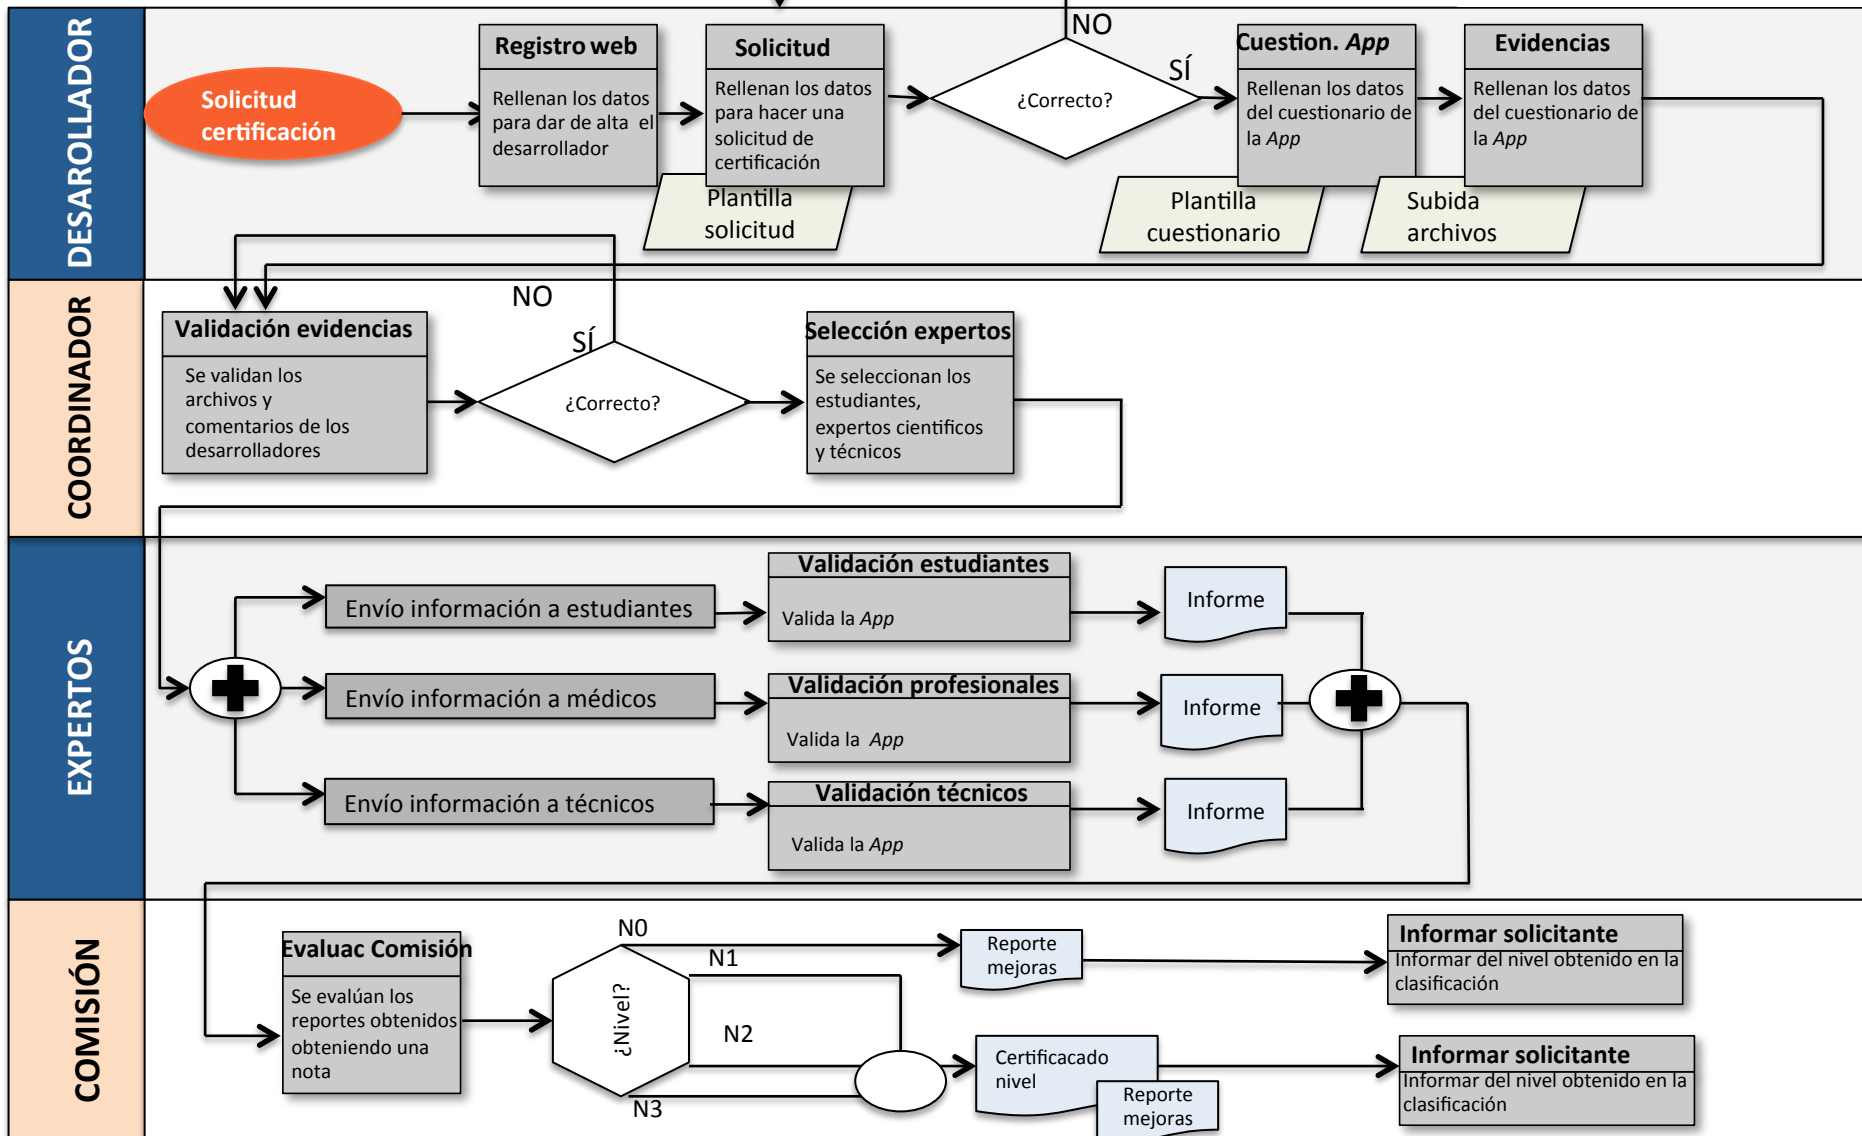 DESAROLLADOR
Solicitud
certificación
Registro web
Rellenan los datos
para dar de alta el
desarrollador
Solicitud
Rellenan los datos
para hacer una
solicitud de
certificación
Plantilla
solicitud
NO
¿Correcto?
SÍ
Cuestion. App
Rellenan los datos
del cuestionario de
la App
Plantilla
cuestionario
Evidencias
Rellenan los datos
del cuestionario de
la App
Subida
archivos
COORDINADOR
Validación evidencias
Se validan los
archivos y
comentarios de los
desarrolladores
NO
SÍ
¿Correcto?
Selección expertos
Se seleccionan los
estudiantes,
expertos científicos
y técnicos
EXPERTOS
Envío información a estudiantes
Validación estudiantes
Valida la App
Informe
Envío información a médicos
Validación profesionales
Valida la App
Informe
Envío información a técnicos
Validación técnicos
Valida la App
Informe
COMISIÓN
Evaluac Comisión
Se evalúan los
reportes obtenidos
obteniendo una
nota
¿Nivel?
N0
N1
N2
N3
Reporte
mejoras
Informar solicitante
Informar del nivel obtenido en la
clasificación
Certificacado
nivel
Reporte
mejoras
Informar solicitante
Informar del nivel obtenido en la
clasificación